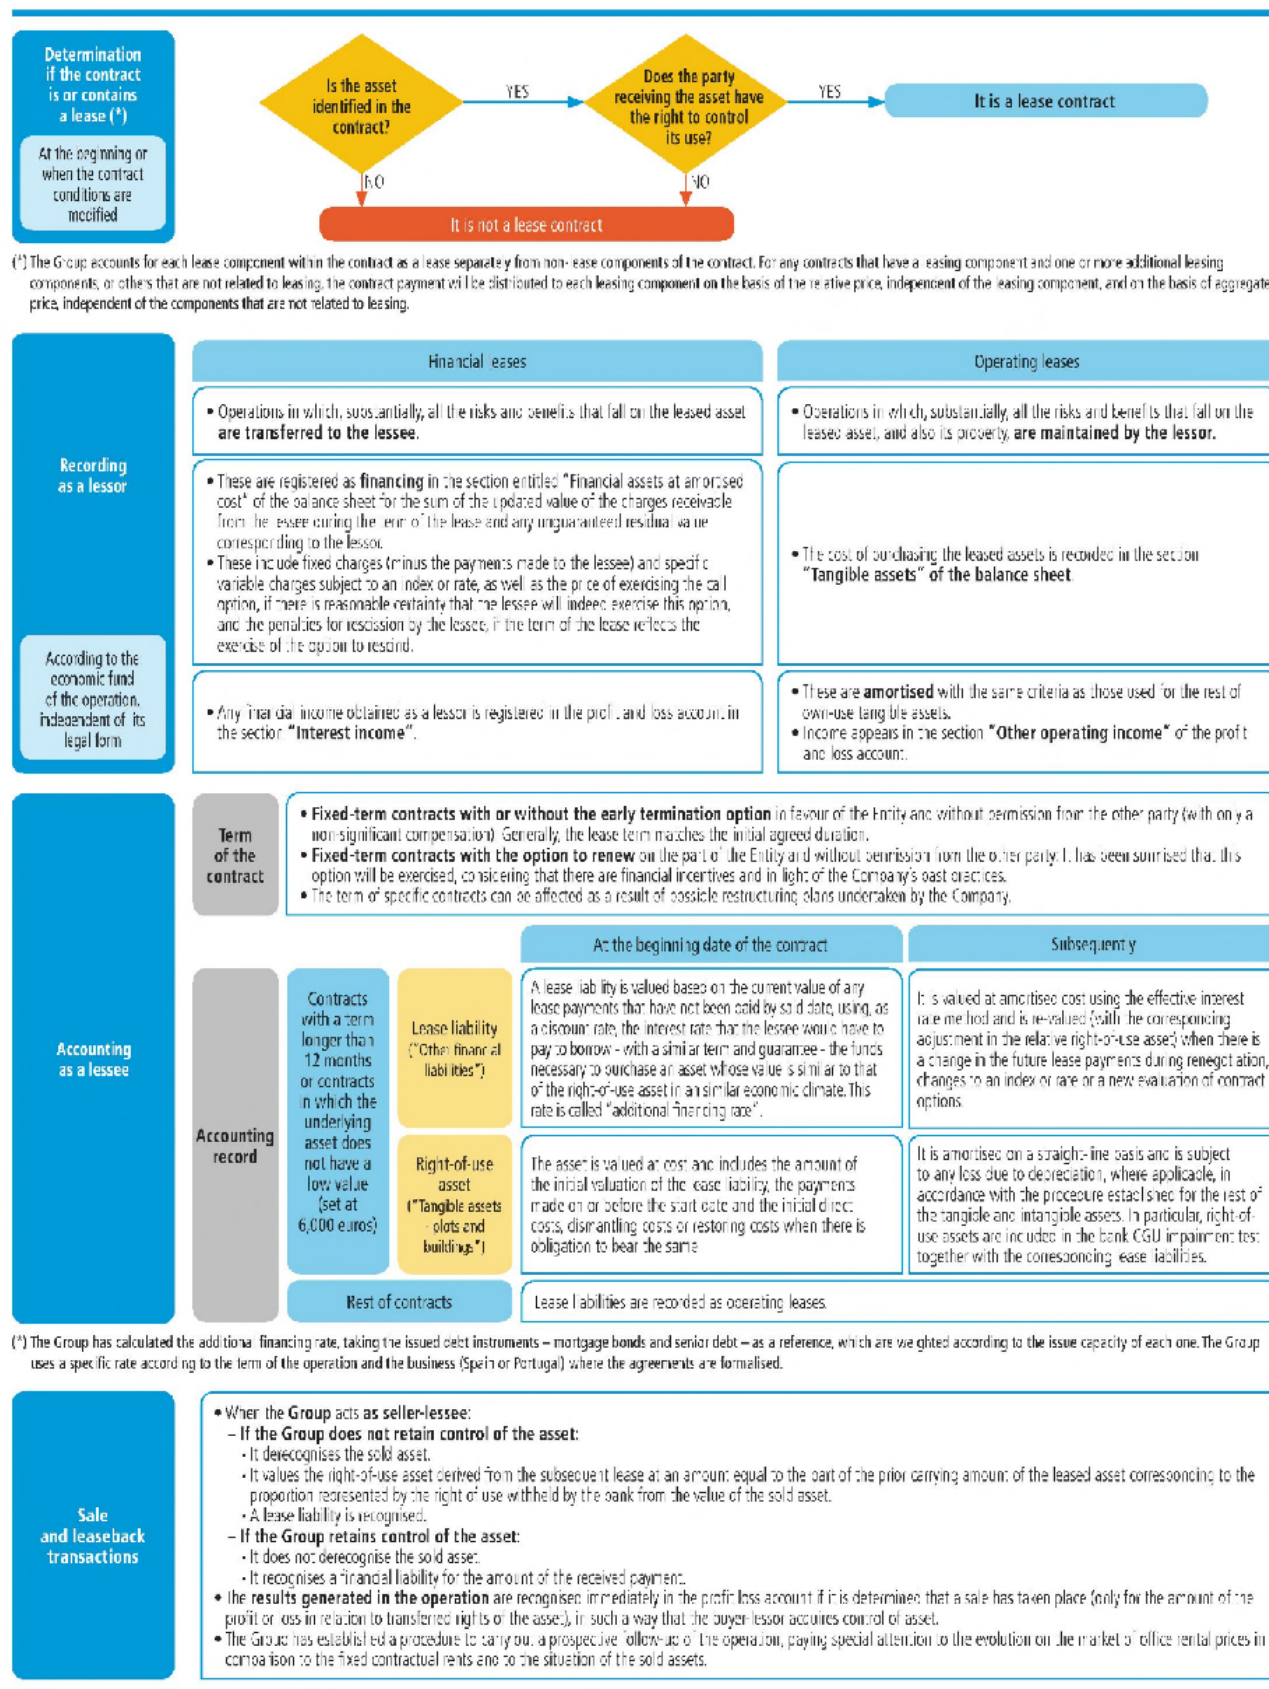 Determination
if the contract
is or contains
a lease (*)
At the beginning or
when the contract
conditions are
modified
Is the asset
identified in the
contract?
YES
Does the party
receiving the asset have
the right to control
its use?
YES
It is a lease contract
NO
NO
It is not a lease contract
(*) The Group accounts for each lease component within the contract as a lease separately from non-lease components of the contract. For any contracts that have a leasing component and one or more additional leasing
components, or others that are not related to leasing, the contract payment will be distributed to each leasing component on the basis of the relative price, independent of the leasing component, and on the basis of aggregate
price, independent of the components that are not related to leasing.
Recording
as a lessor
According to the
economic fund
of the operation,
independent of its
legal form
Financial leases
Operating leases
• Operations in which, substantially, all the risks and benefits that fall on the leased asset
are transferred to the lessee.
• Operations in which, substantially, all the risks and benefits that fall on the
leased asset, and also its property, are maintained by the lessor.
• These are registered as financing in the section entitled "Financial assets at amortised
cost" of the balance sheet for the sum of the updated value of the charges receivable
from the lessee during the term of the lease and any unguaranteed residual value
corresponding to the lessor.
• These include fixed charges (minus the payments made to the lessee) and specific
variable charges subject to an index or rate, as well as the price of exercising the call
option, if there is reasonable certainty that the lessee will indeed exercise this option,
and the penalties for rescission by the lessee, if the term of the lease reflects the
exercise of the option to rescind.
• The cost of purchasing the leased assets is recorded in the section
"Tangible assets" of the balance sheet.
• Any financial income obtained as a lessor is registered in the profit and loss account in
the section "Interest income".
• These are amortised with the same criteria as those used for the rest of
own-use tangible assets.
• Income appears in the section "Other operating income" of the profit
and loss account.
Accounting
as a lessee
Term
of the
contract
• Fixed-term contracts with or without the early termination option in favour of the Entity and without permission from the other party (with only a
non-significant compensation). Generally, the lease term matches the initial agreed duration.
• Fixed-term contracts with the option to renew on the part of the Entity and without permission from the other party: It has been surmised that this
option will be exercised, considering that there are financial incentives and in light of the Company's past practices.
• The term of specific contracts can be affected as a result of possible restructuring plans undertaken by the Company.
At the beginning date of the contract
Subsequently
Accounting
record
Contracts
with a term
longer than
12 months
or contracts
in which the
underlying
asset does
not have a
low value
(set at
6,000 euros)
Lease liability
("Other financial
liabilities")
A lease liability is valued based on the current value of any
lease payments that have not been paid by said date, using, as
a discount rate, the interest rate that the lessee would have to
pay to borrow - with a similar term and guarantee - the funds
necessary to purchase an asset whose value is similar to that
of the right-of-use asset in an similar economic climate. This
rate is called "additional financing rate".
It is valued at amortised cost using the effective interest
rate method and is re-valued (with the corresponding
adjustment in the relative right-of-use asset) when there is
a change in the future lease payments during renegotiation,
changes to an index or rate or a new evaluation of contract
options.
Right-of-use
asset
("Tangible assets
- plots and
buildings")
The asset is valued at cost and includes the amount of
the initial valuation of the lease liability, the payments
made on or before the start date and the initial direct
costs, dismantling costs or restoring costs when there is
obligation to bear the same
It is amortised on a straight-line basis and is subject
to any loss due to depreciation, where applicable, in
accordance with the procedure established for the rest of
the tangible and intangible assets. In particular, right-of-
use assets are included in the bank CGU impairment test
together with the corresponding lease liabilities.
Rest of contracts
Lease liabilities are recorded as operating leases.
(*) The Group has calculated the additional financing rate, taking the issued debt instruments – mortgage bonds and senior debt – as a reference, which are weighted according to the issue capacity of each one. The Group
uses a specific rate according to the term of the operation and the business (Spain or Portugal) where the agreements are formalised.
Sale
and leaseback
transactions
• When the Group acts as seller-lessee:
– If the Group does not retain control of the asset:
• It derecognises the sold asset.
• It values the right-of-use asset derived from the subsequent lease at an amount equal to the part of the prior carrying amount of the leased asset corresponding to the
proportion represented by the right of use withheld by the bank from the value of the sold asset.
• A lease liability is recognised.
– If the Group retains control of the asset:
• It does not derecognise the sold asset.
• It recognises a financial liability for the amount of the received payment.
• The results generated in the operation are recognised immediately in the profit loss account if it is determined that a sale has taken place (only for the amount of the
profit or loss in relation to transferred rights of the asset), in such a way that the buyer-lessor acquires control of asset.
• The Group has established a procedure to carry out a prospective follow-up of the operation, paying special attention to the evolution on the market of office rental prices in
comparison to the fixed contractual rents and to the situation of the sold assets.